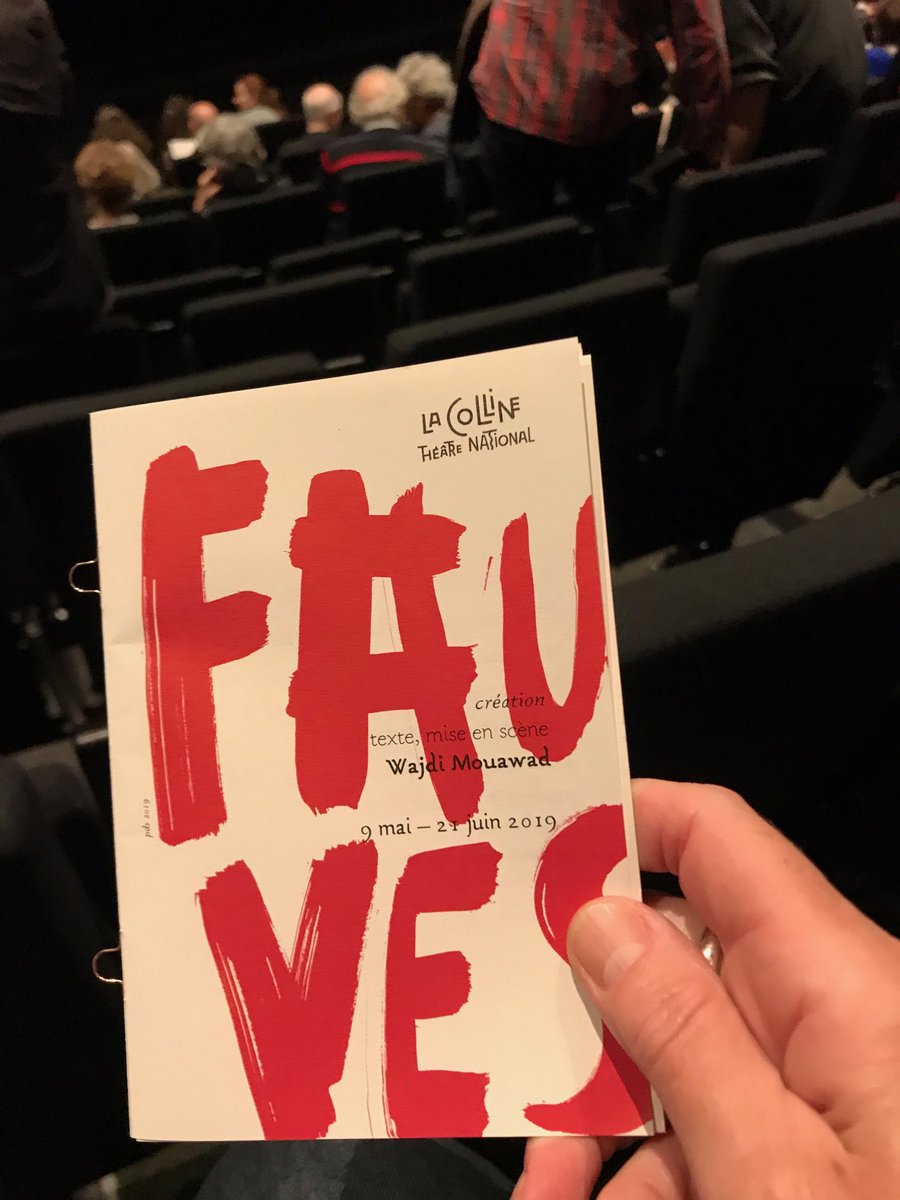 LA COLLINE
THÉÂTRE NATIONAL
FAU
création
texte, mise en scène
Wajdi Mouawad
9 mai – 21 juin 2019
pds 2019
VES